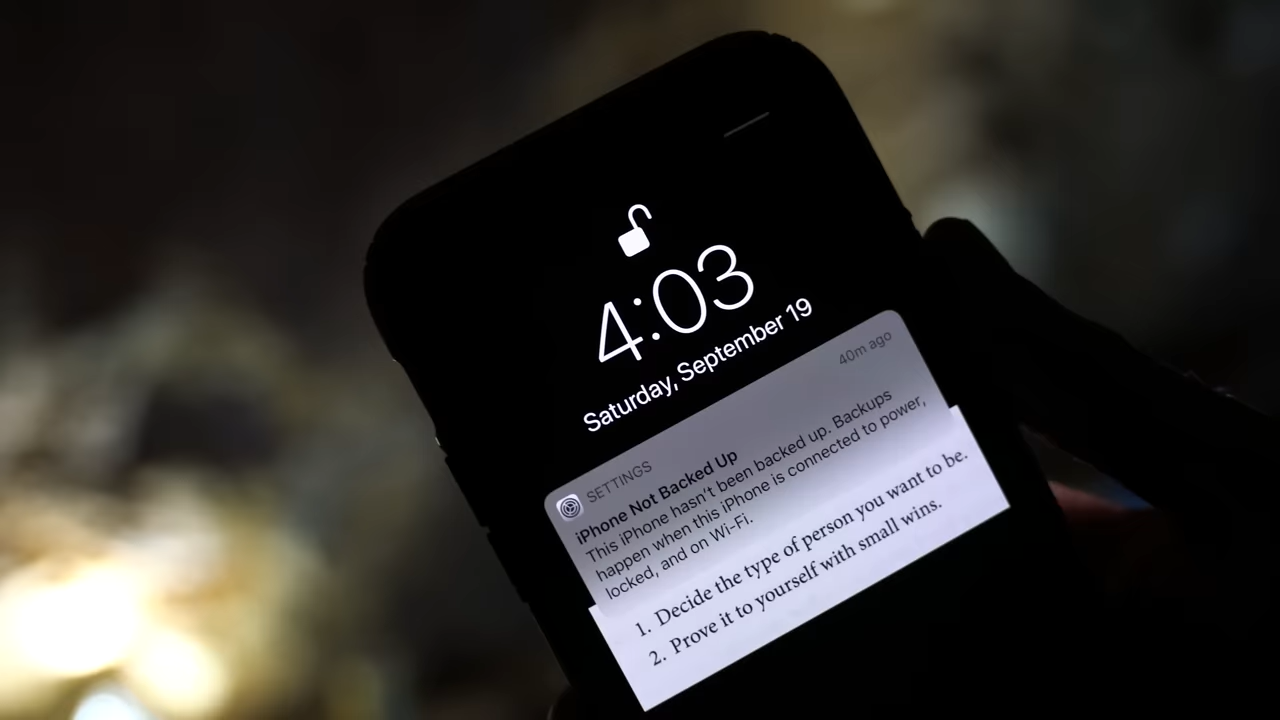 4:03
Saturday, September 19
SETTINGS
40m ago
iPhone Not Backed Up
This iPhone hasn't been backed up. Backups
happen when this iPhone is connected to power,
locked, and on Wi-Fi.
1. Decide the type of person you want to be.
2. Prove it to yourself with small wins.